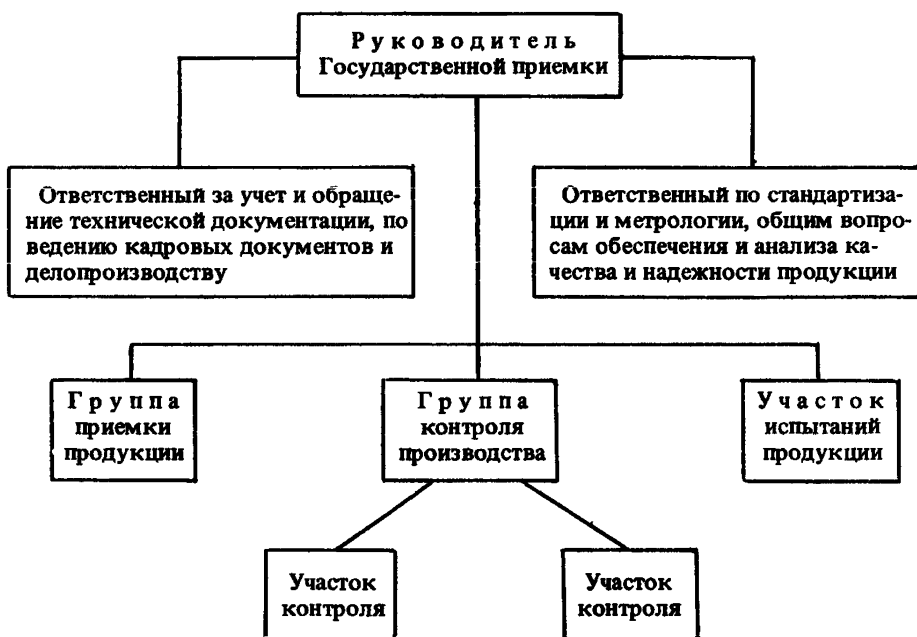 Руководитель
Государственной приемки
Ответственный за учет и обраще-
ние технической документации, по
ведению кадровых документов и
делопроизводству
Ответственный по стандартиза-
ции и метрологии, общим вопро-
сам обеспечения и анализа ка-
чества и надежности продукции
Группа
приемки
продукции
Группа
контроля
производства
Участок
испытаний
продукции
Участок
контроля
Участок
контроля